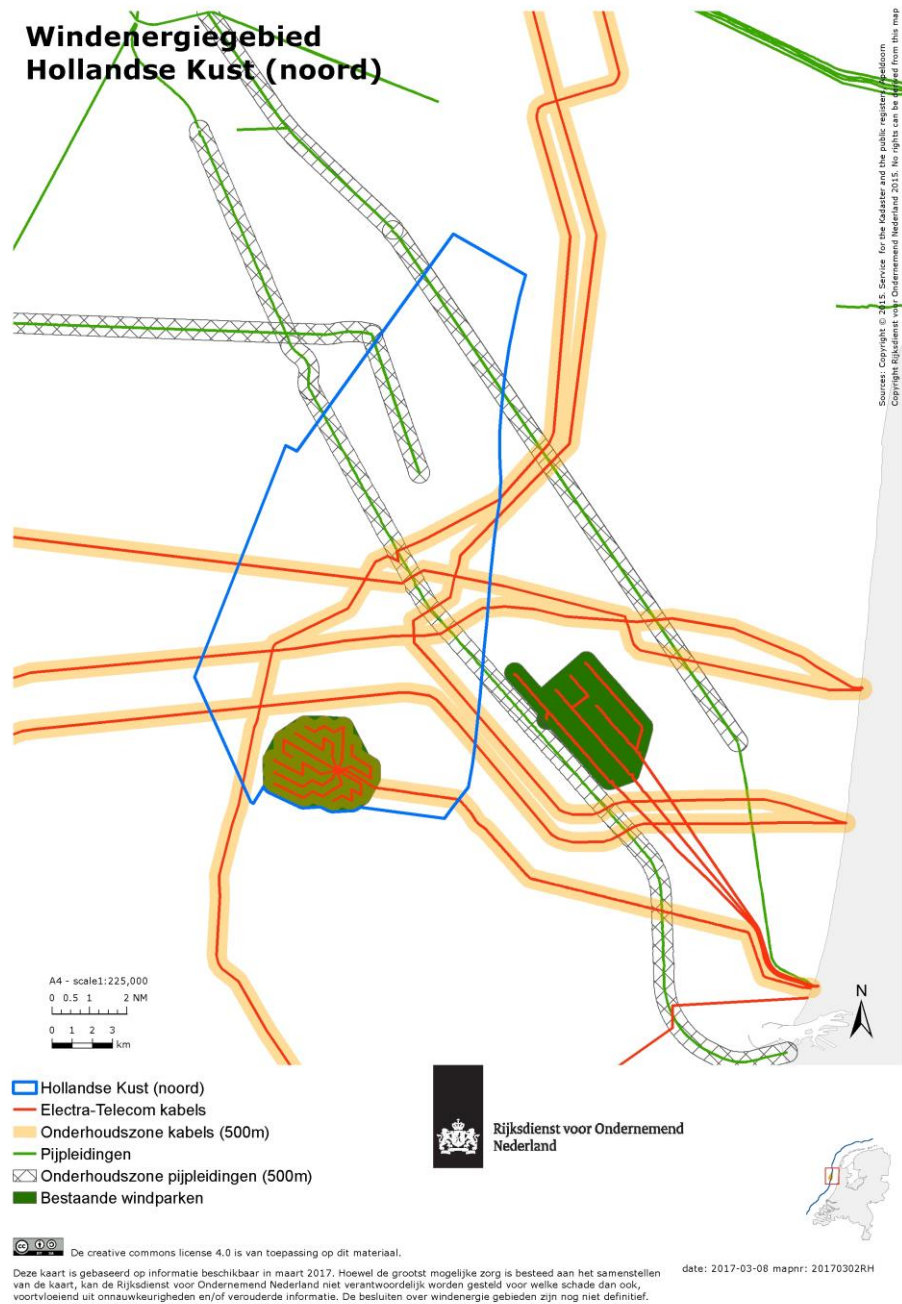 Windenergiegebied
Hollandse Kust (noord)
Sources: Copyright © 2015. Service for the Kadaster and the public registers, Apeldoorn
Copyright Rijksdienst voor Ondernemend Nederland 2015. No rights can be derived from this map
A4 - scale1:225,000
0 0.5 1 2 NM
0 1 2 3
km
N
Hollandse Kust (noord)
Electra-Telecom kabels
Onderhoudszone kabels (500m)
Pijpleidingen
Onderhoudszone pijpleidingen (500m)
Bestaande windparken
Rijksdienst voor Ondernemend
Nederland
cc
BY SA
De creative commons license 4.0 is van toepassing op dit materiaal.
Deze kaart is gebaseerd op informatie beschikbaar in maart 2017. Hoewel de grootst mogelijke zorg is besteed aan het samenstellen
van de kaart, kan de Rijksdienst voor Ondernemend Nederland niet verantwoordelijk worden gesteld voor welke schade dan ook,
voortvloeiend uit onnauwkeurigheden en/of verouderde informatie. De besluiten over windenergie gebieden zijn nog niet definitief.
date: 2017-03-08 mapnr: 20170302RH